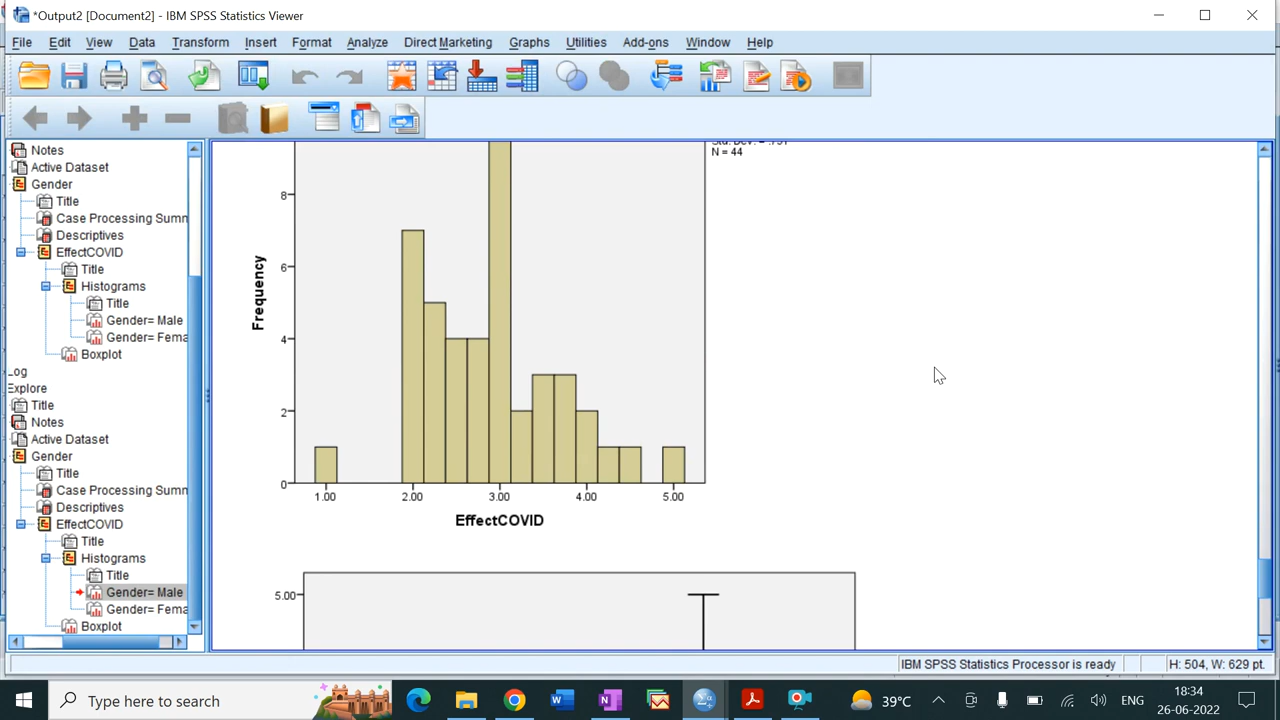 *Output2 [Document2] - IBM SPSS Statistics Viewer
File Edit View Data Transform Insert Format Analyze Direct Marketing Graphs Utilities Add-ons Window Help
Notes
Active Dataset
Gender
Title
Case Processing Summ
Descriptives
EffectCOVID
Title
Histograms
Title
Gender= Male
Gender= Fema
Boxplot
Log
Explore
Title
Notes
Active Dataset
Gender
Title
Case Processing Summ
Descriptives
EffectCOVID
Title
Histograms
Title
Gender= Male
Gender= Fema
Boxplot
N = 44
8
6
4
2
0
Frequency
1.00 2.00 3.00 4.00 5.00
EffectCOVID
5.00
IBM SPSS Statistics Processor is ready
H: 504, W: 629 pt.
Type here to search
39°C
ENG
18:34
26-06-2022